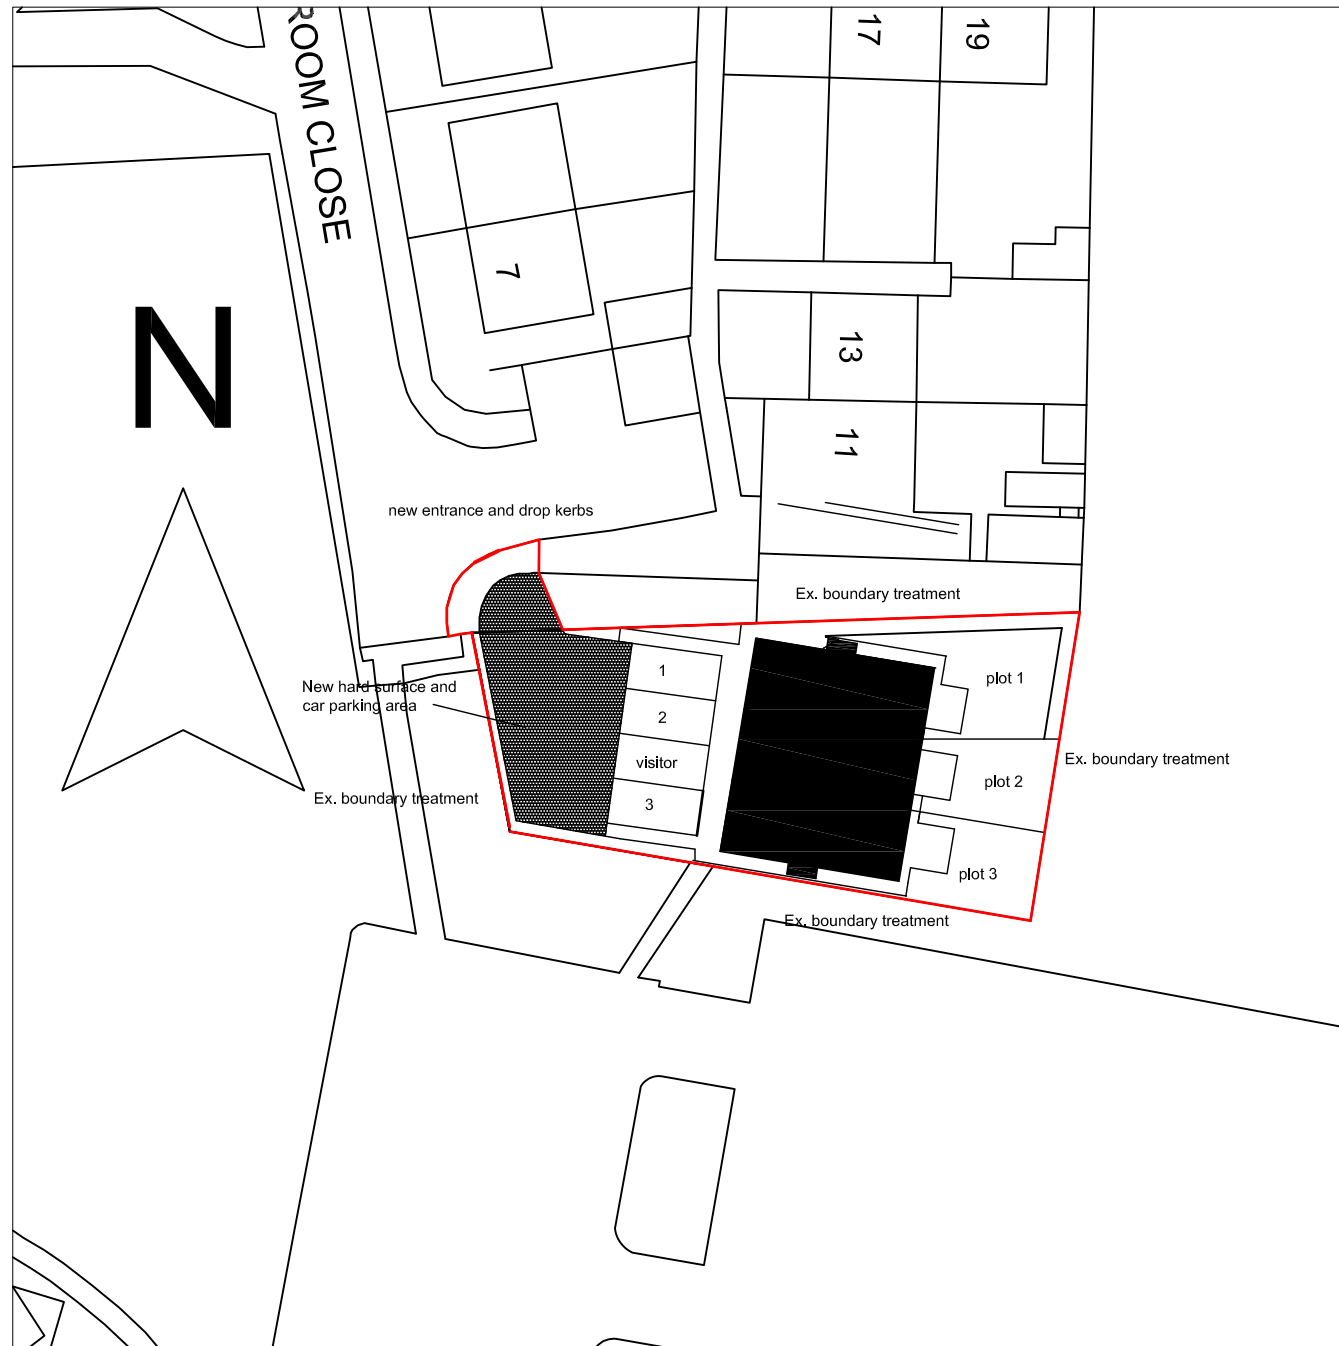 ROOM CLOSE
17
19
7
13
11
N
new entrance and drop kerbs
Ex. boundary treatment
1
2
visitor
3
plot 1
plot 2
plot 3
New hard surface and
car parking area
Ex. boundary treatment
Ex. boundary treatment
Ex. boundary treatment